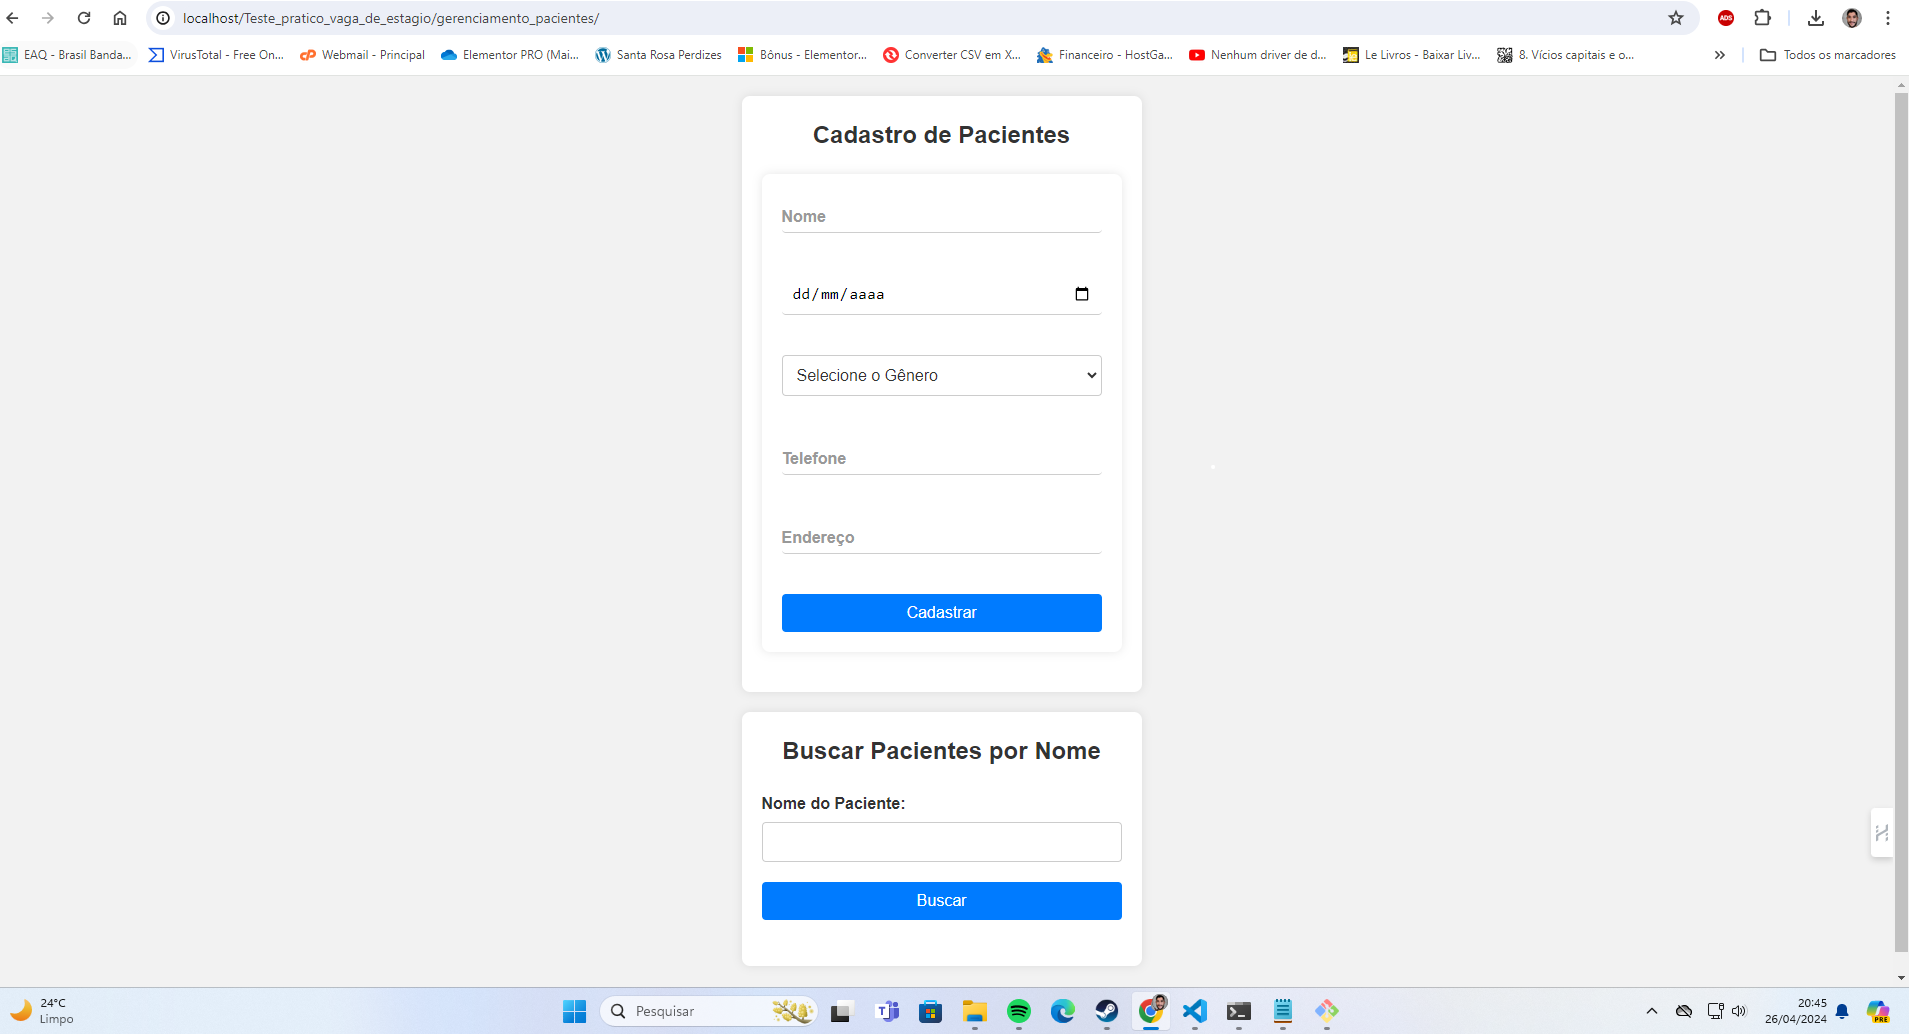 localhost/Teste_pratico_vaga_de_estagio/gerenciamento_pacientes/
ADS
EAQ - Brasil Banda...
VirusTotal - Free On...
Webmail - Principal
Elementor PRO (Mai...
Santa Rosa Perdizes
Bônus - Elementor...
Converter CSV em X...
Financeiro - HostGa...
Nenhum driver de d...
Le Livros - Baixar Liv...
8. Vícios capitais e o...
Todos os marcadores
Cadastro de Pacientes
Nome
dd/mm/aaaa
Selecione o Gênero
Telefone
Endereço
Cadastrar
Buscar Pacientes por Nome
Nome do Paciente:
Buscar
24°C
Limpo
Pesquisar
20:45
26/04/2024
PRE